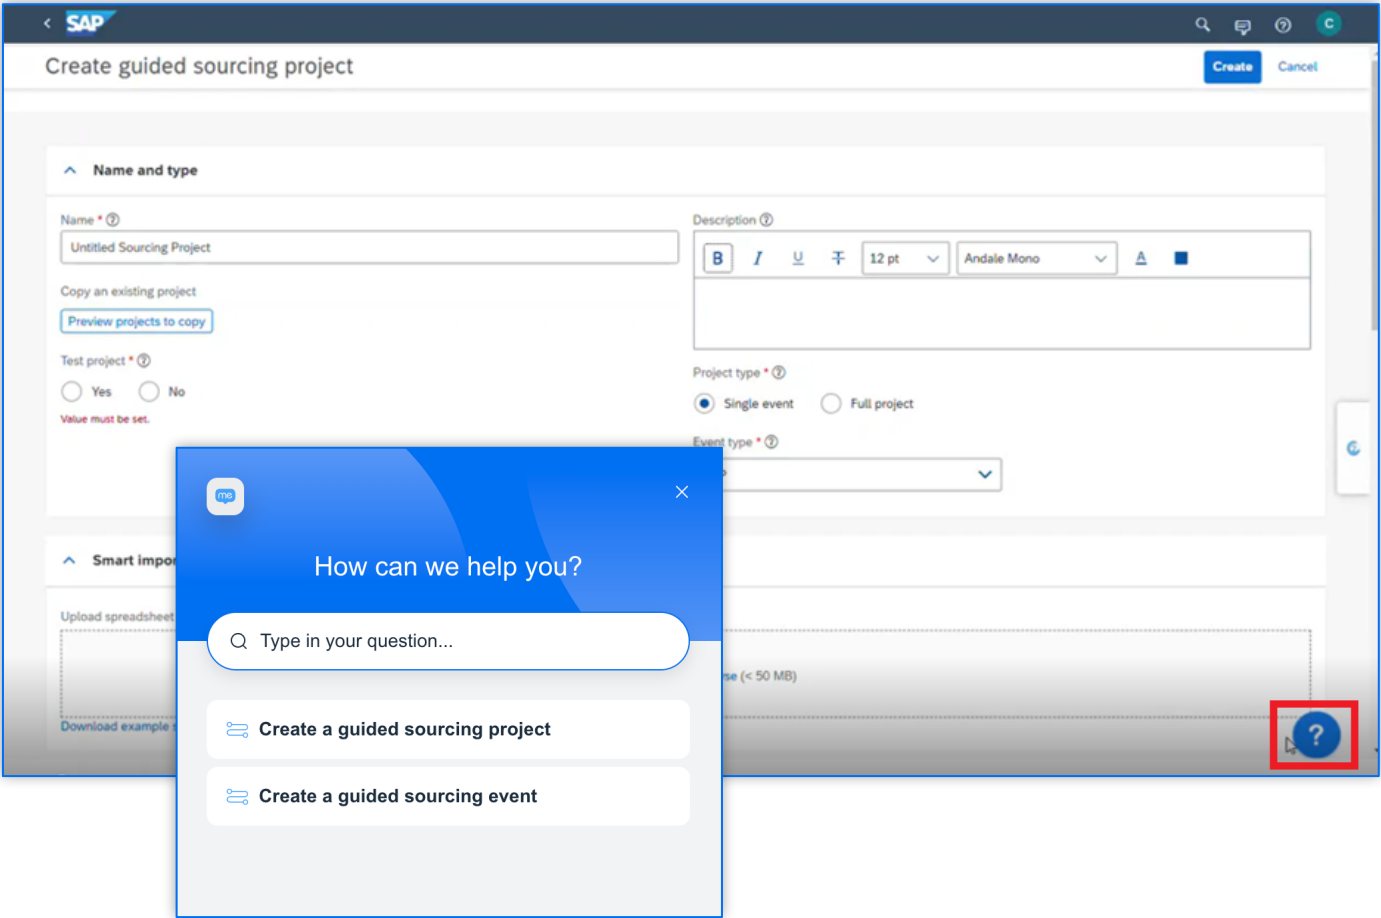 SAP
C
Create guided sourcing project
Create
Cancel
Name and type
Name * ?
Untitled Sourcing Project
Copy an existing project
Preview projects to copy
Test project * ?
Yes
No
Value must be set.
Description ?
B I U T 12 pt Andale Mono A
Project type * ?
Single event
Full project
Event type * ?
Smart impor
Upload spreadsheet
se (< 50 MB)
Download example s
?
me
How can we help you?
Type in your question...
Create a guided sourcing project
Create a guided sourcing event